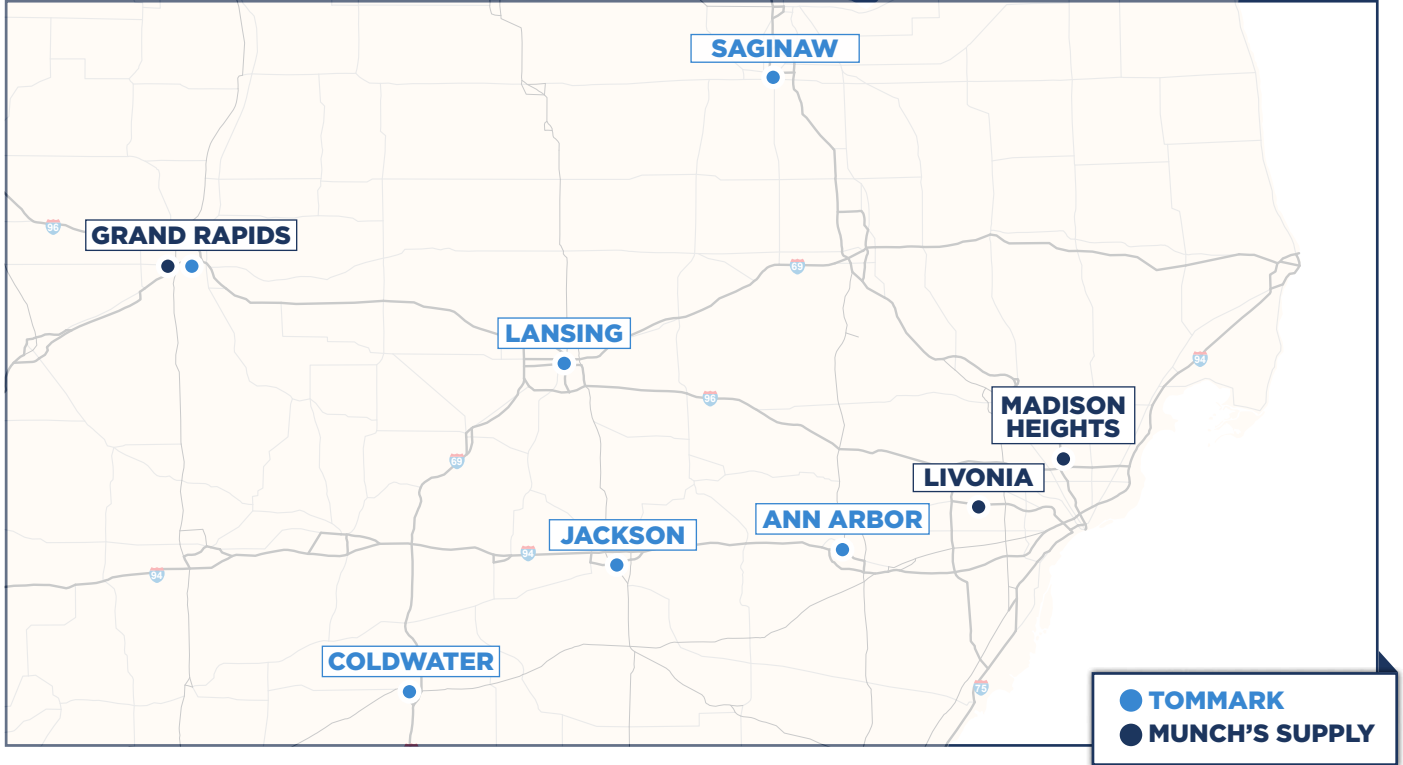 SAGINAW
96
GRAND RAPIDS
69
LANSING
94
96
MADISON
HEIGHTS
69
LIVONIA
ANN ARBOR
JACKSON
94
94
COLDWATER
75
TOMMARK
MUNCH'S SUPPLY